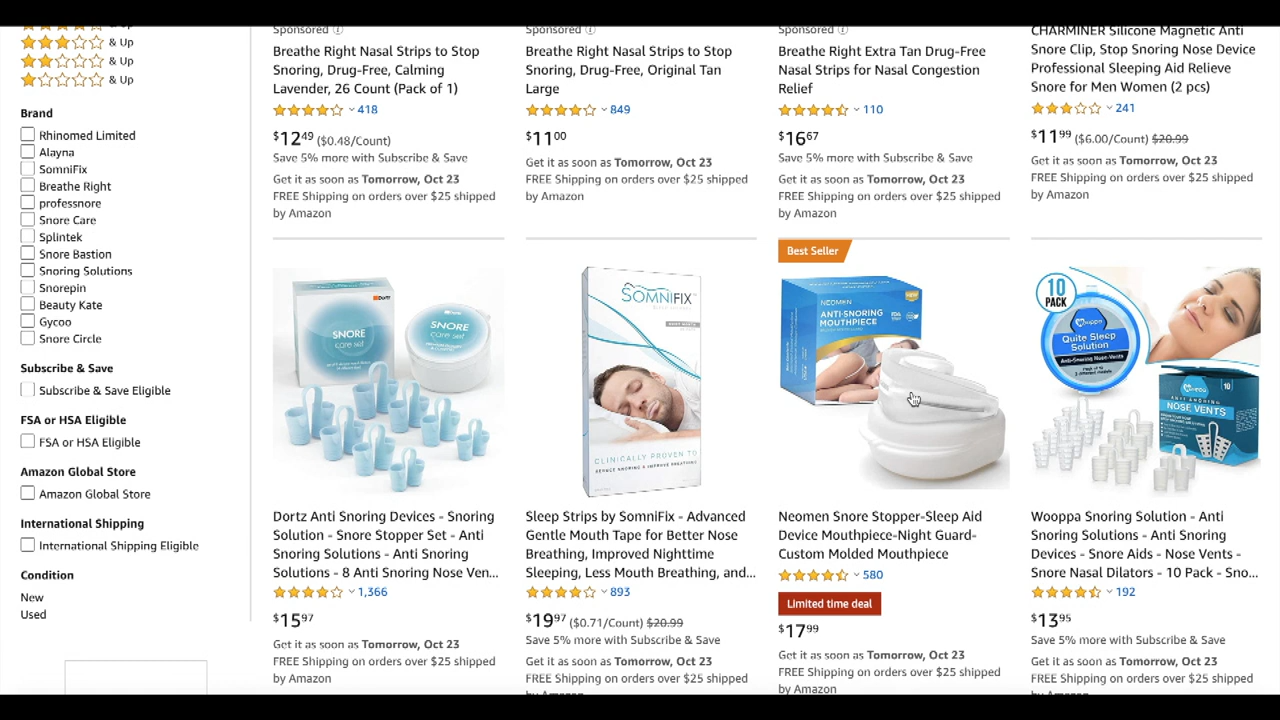 & Up
& Up
& Up
& Up
Brand
Rhinomed Limited
Alayna
SomniFix
Breathe Right
professnore
Snore Care
Splintek
Snore Bastion
Snoring Solutions
Snorepin
Beauty Kate
Gycoo
Snore Circle
Subscribe & Save
Subscribe & Save Eligible
FSA or HSA Eligible
FSA or HSA Eligible
Amazon Global Store
Amazon Global Store
International Shipping
International Shipping Eligible
Condition
New
Used
Sponsored
Breathe Right Nasal Strips to Stop
Snoring, Drug-Free, Calming
Lavender, 26 Count (Pack of 1)
418
$12 49 ($0.48/Count)
Save 5% more with Subscribe & Save
Get it as soon as Tomorrow, Oct 23
FREE Shipping on orders over $25 shipped
by Amazon
Sponsored
Breathe Right Nasal Strips to Stop
Snoring, Drug-Free, Original Tan
Large
849
$11 00
Get it as soon as Tomorrow, Oct 23
FREE Shipping on orders over $25 shipped
by Amazon
Sponsored
Breathe Right Extra Tan Drug-Free
Nasal Strips for Nasal Congestion
Relief
110
$16 67
Save 5% more with Subscribe & Save
Get it as soon as Tomorrow, Oct 23
FREE Shipping on orders over $25 shipped
by Amazon
CHARMINER Silicone Magnetic Anti
Snore Clip, Stop Snoring Nose Device
Professional Sleeping Aid Relieve
Snore for Men Women (2 pcs)
241
$11 99 ($6.00/Count) $20.99
Get it as soon as Tomorrow, Oct 23
FREE Shipping on orders over $25 shipped
by Amazon
Dortz
SNORE
care set
SNORE
care set
Dortz Anti Snoring Devices - Snoring
Solution - Snore Stopper Set - Anti
Snoring Solutions - Anti Snoring
Solutions - 8 Anti Snoring Nose Ven...
1,366
$15 97
Get it as soon as Tomorrow, Oct 23
FREE Shipping on orders over $25 shipped
by Amazon
SOMNIFIX
CLINICALLY PROVEN TO
REDUCE SNORING & IMPROVE BREATHING
Sleep Strips by SomniFix - Advanced
Gentle Mouth Tape for Better Nose
Breathing, Improved Nighttime
Sleeping, Less Mouth Breathing, and...
893
$19 97 ($0.71/Count) $20.99
Save 5% more with Subscribe & Save
Get it as soon as Tomorrow, Oct 23
FREE Shipping on orders over $25 shipped
by Amazon
Best Seller
NEOMEN
ANTI-SNORING
MOUTHPIECE
FDA
Neomen Snore Stopper-Sleep Aid
Device Mouthpiece-Night Guard-
Custom Molded Mouthpiece
580
Limited time deal
$17 99
Get it as soon as Tomorrow, Oct 23
FREE Shipping on orders over $25 shipped
by Amazon
10
PACK
Wooppa
Quite Sleep
Solution
Anti-Snoring Nose-Vents
10
ANTI SNORING
NOSE VENTS
Wooppa Snoring Solution - Anti
Snoring Devices - Anti Snoring
Devices - Snore Aids - Nose Vents -
Snore Nasal Dilators - 10 Pack - Sno...
192
$13 95
Save 5% more with Subscribe & Save
Get it as soon as Tomorrow, Oct 23
FREE Shipping on orders over $25 shipped
by Amazon